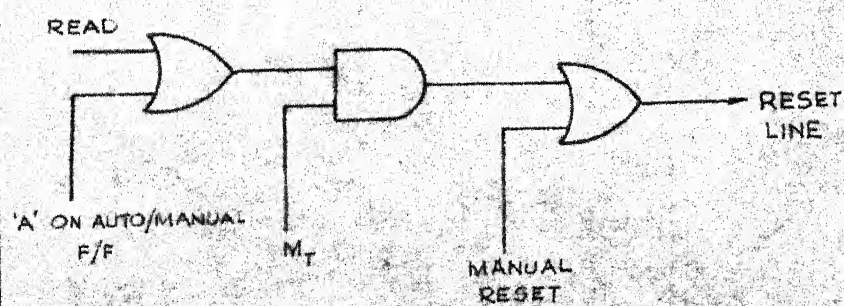 READ
RESET
LINE
'A' ON AUTO/MANUAL
F/F
M_T
MANUAL
RESET